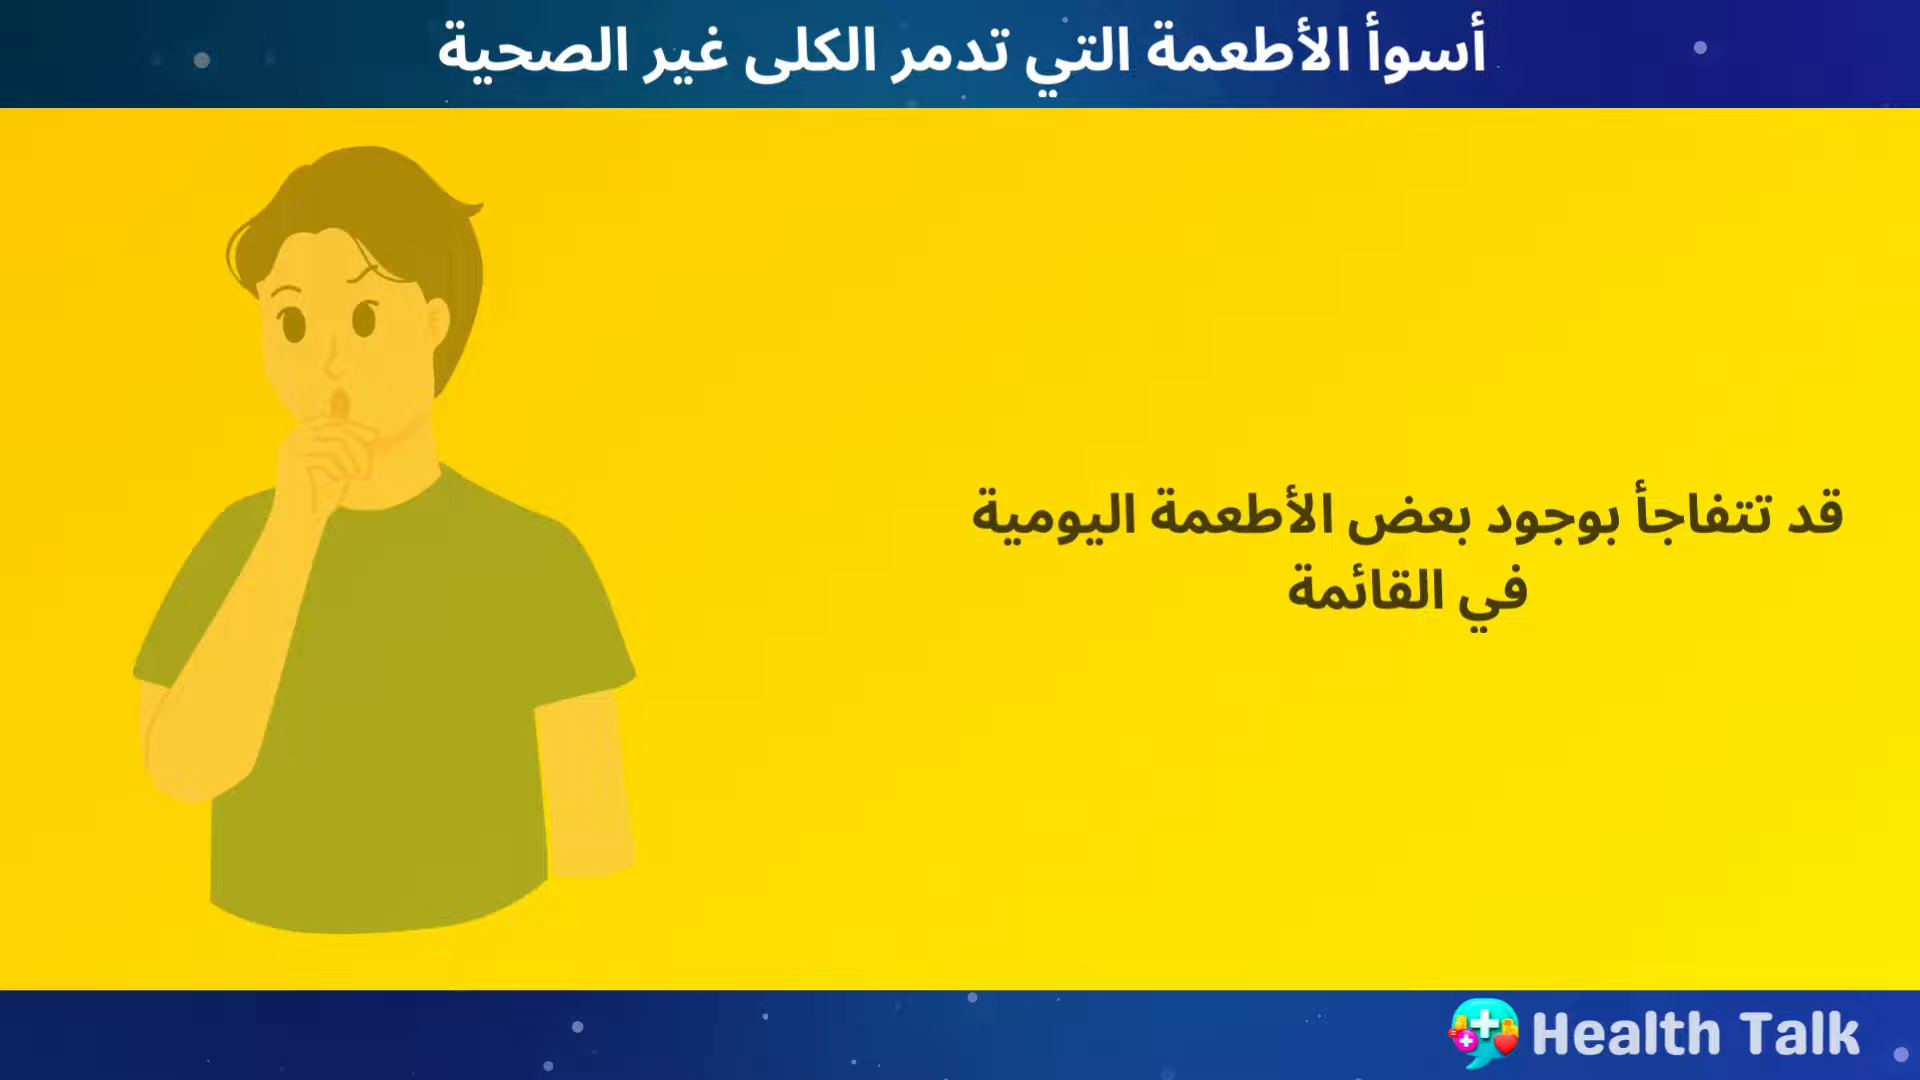 أسوأ الأطعمة التي تدمر الكلى غير الصحية
قد تتفاجأ بوجود بعض الأطعمة اليومية
في القائمة
Health Talk